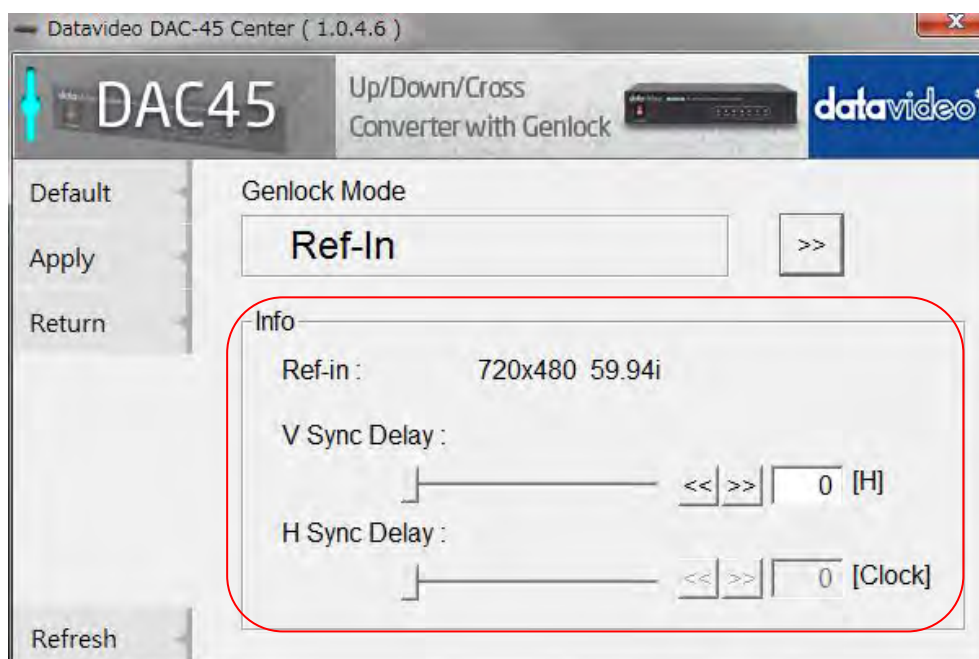 Datavideo DAC-45 Center ( 1.0.4.6 )
DAC45
Up/Down/Cross
Converter with Genlock
datavideo
Default
Apply
Return
Genlock Mode
Ref-In >>
Info
Ref-in : 720x480 59.94i
V Sync Delay :
<< >> 0 [H]
H Sync Delay :
<< >> 0 [Clock]
Refresh